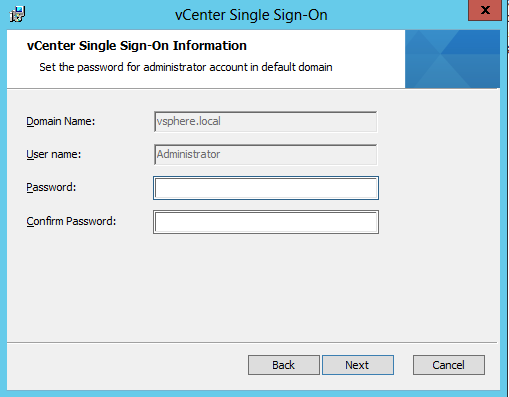 vCenter Single Sign-On
x
vCenter Single Sign-On Information
Set the password for administrator account in default domain
Domain Name: vsphere.local
User name: Administrator
Password:
Confirm Password:
Back Next Cancel